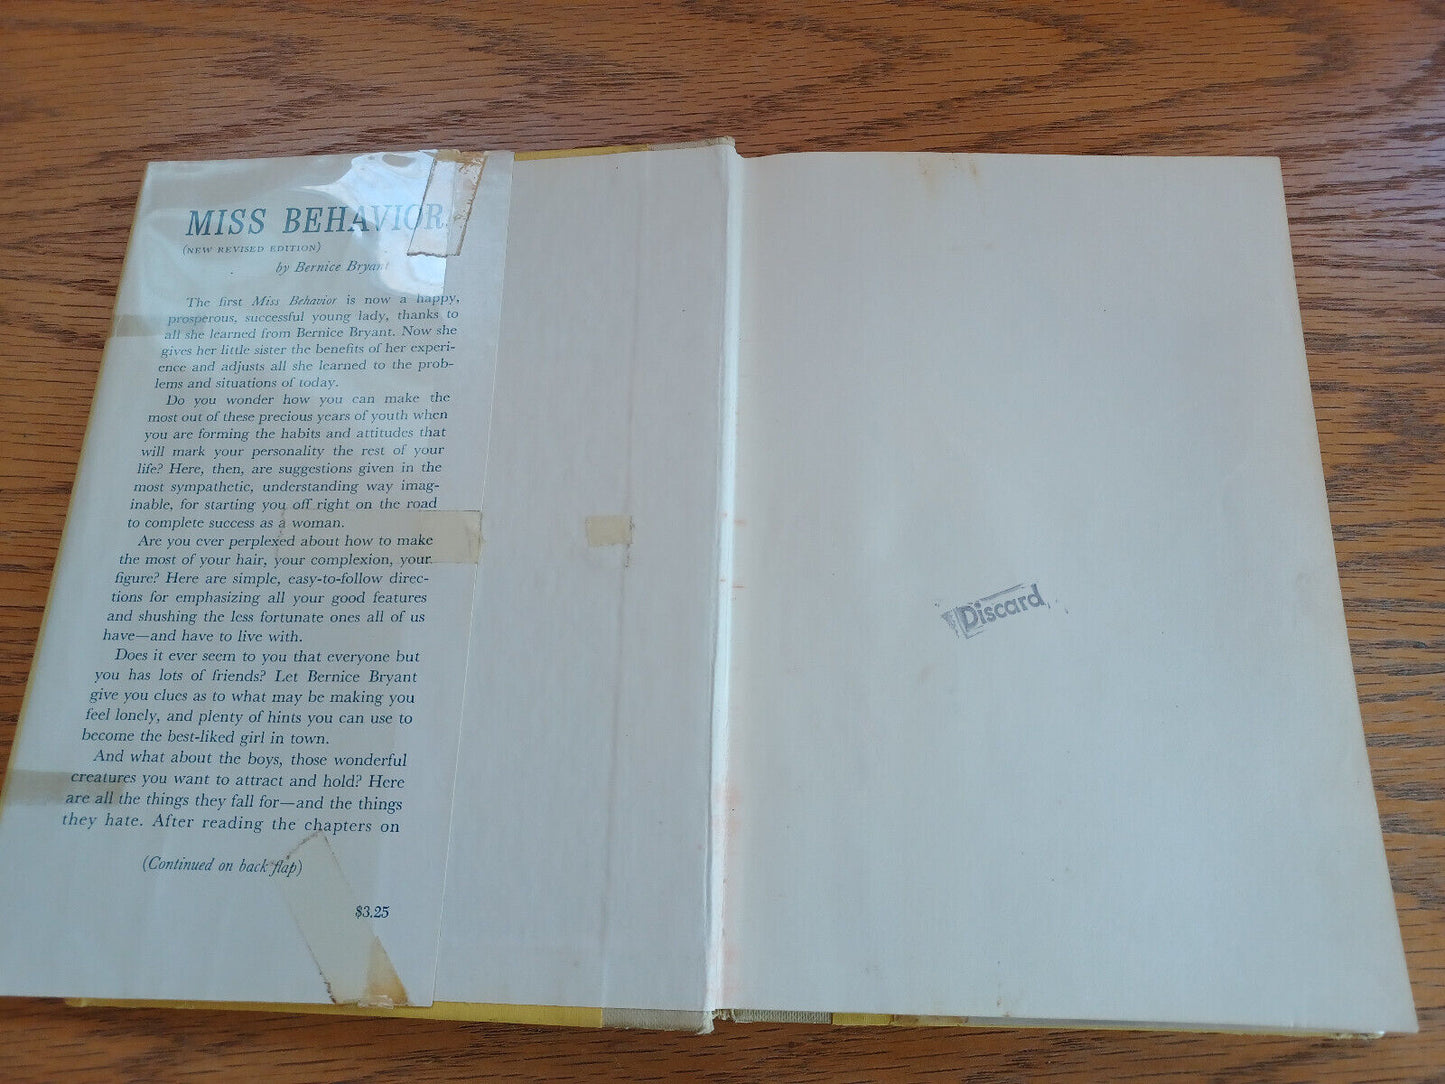 MISS BEHAVIOR
(NEW REVISED EDITION)
by Bernice Bryant
The first Miss Behavior is now a happy,
prosperous, successful young lady, thanks to
all she learned from Bernice Bryant. Now she
gives her little sister the benefits of her experi-
ence and adjusts all she learned to the prob-
lems and situations of today.
Do you wonder how you can make the
most out of these precious years of youth when
you are forming the habits and attitudes that
will mark your personality the rest of your
life? Here, then, are suggestions given in the
most sympathetic, understanding way imag-
inable, for starting you off right on the road
to complete success as a woman.
Are you ever perplexed about how to make
the most of your hair, your complexion, your
figure? Here are simple, easy-to-follow direc-
tions for emphasizing all your good features
and shushing the less fortunate ones all of us
have—and have to live with.
Does it ever seem to you that everyone but
you has lots of friends? Let Bernice Bryant
give you clues as to what may be making you
feel lonely, and plenty of hints you can use to
become the best-liked girl in town.
And what about the boys, those wonderful
creatures you want to attract and hold? Here
are all the things they fall for—and the things
they hate. After reading the chapters on
(Continued on back flap)
$3.25
Discard